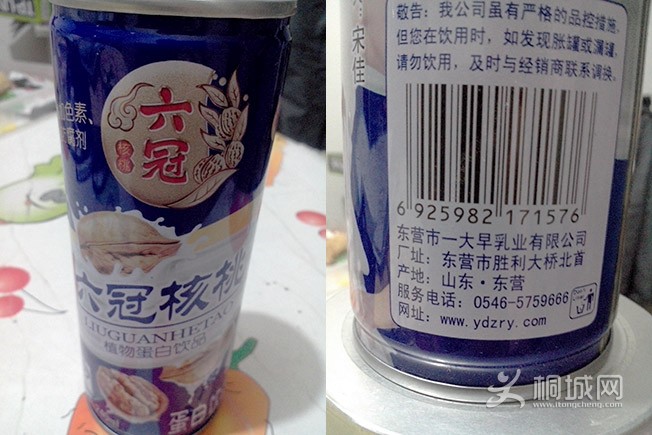 色素、
腐剂
六
冠
核桃
六冠核桃
LIUGUANHETAO
植物蛋白饮品
蛋白
宋佳
敬告：我公司虽有严格的品控措施，
但您在饮用时，如发现胀罐或漏罐，
请勿饮用，及时与经销商联系调换。
6 925982 171576
东营市一大早乳业有限公司
厂址：东营市胜利大桥北首
产地：山东·东营
服务电话：0546-5759666
网址：www.ydzry.com
桐城网
itongcheng.com